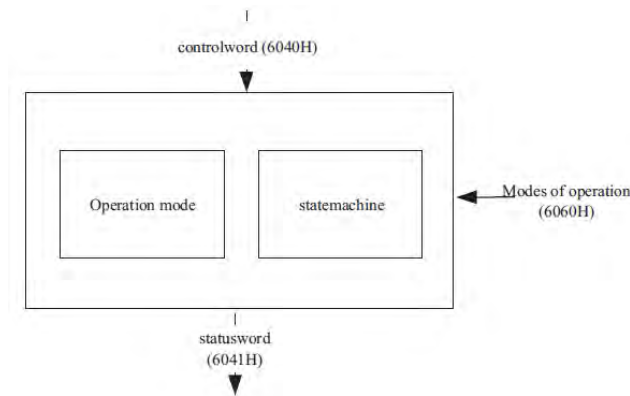 controlword (6040H)
Operation mode
statemachine
Modes of operation
(6060H)
statusword
(6041H)